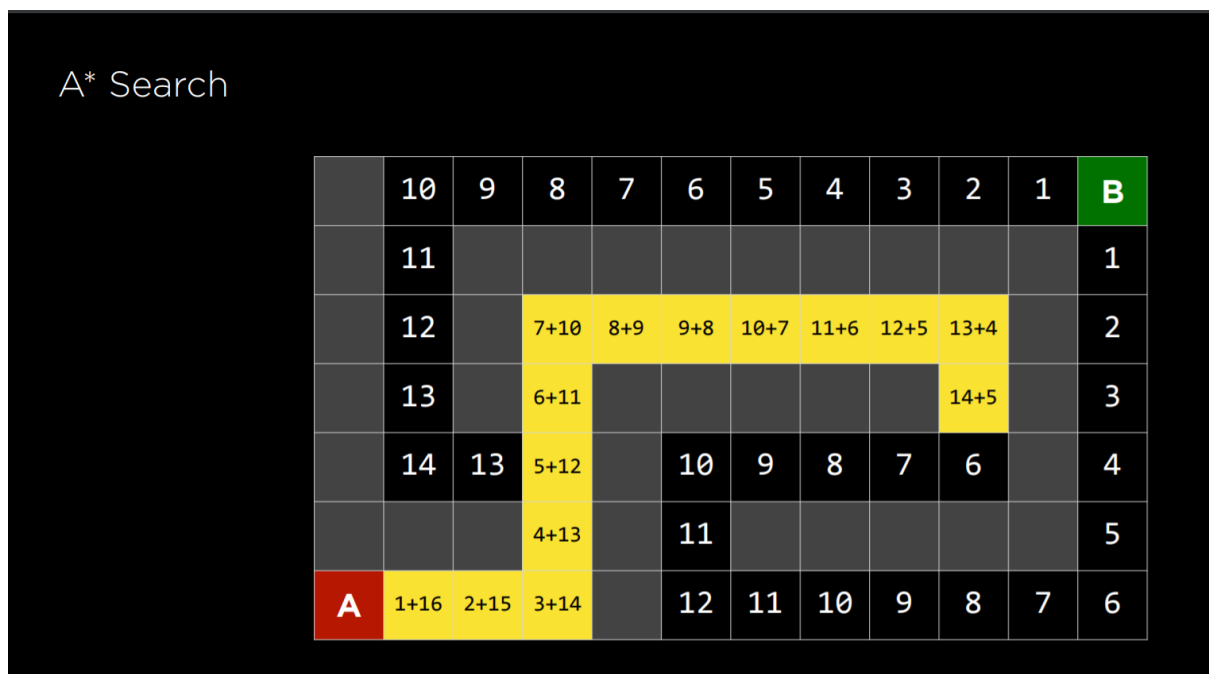 A* Search
10 9 8 7 6 5 4 3 2 1 B
11 1
12 7+10 8+9 9+8 10+7 11+6 12+5 13+4 2
13 6+11 14+5 3
14 13 5+12 10 9 8 7 6 4
4+13 11 5
A 1+16 2+15 3+14 12 11 10 9 8 7 6